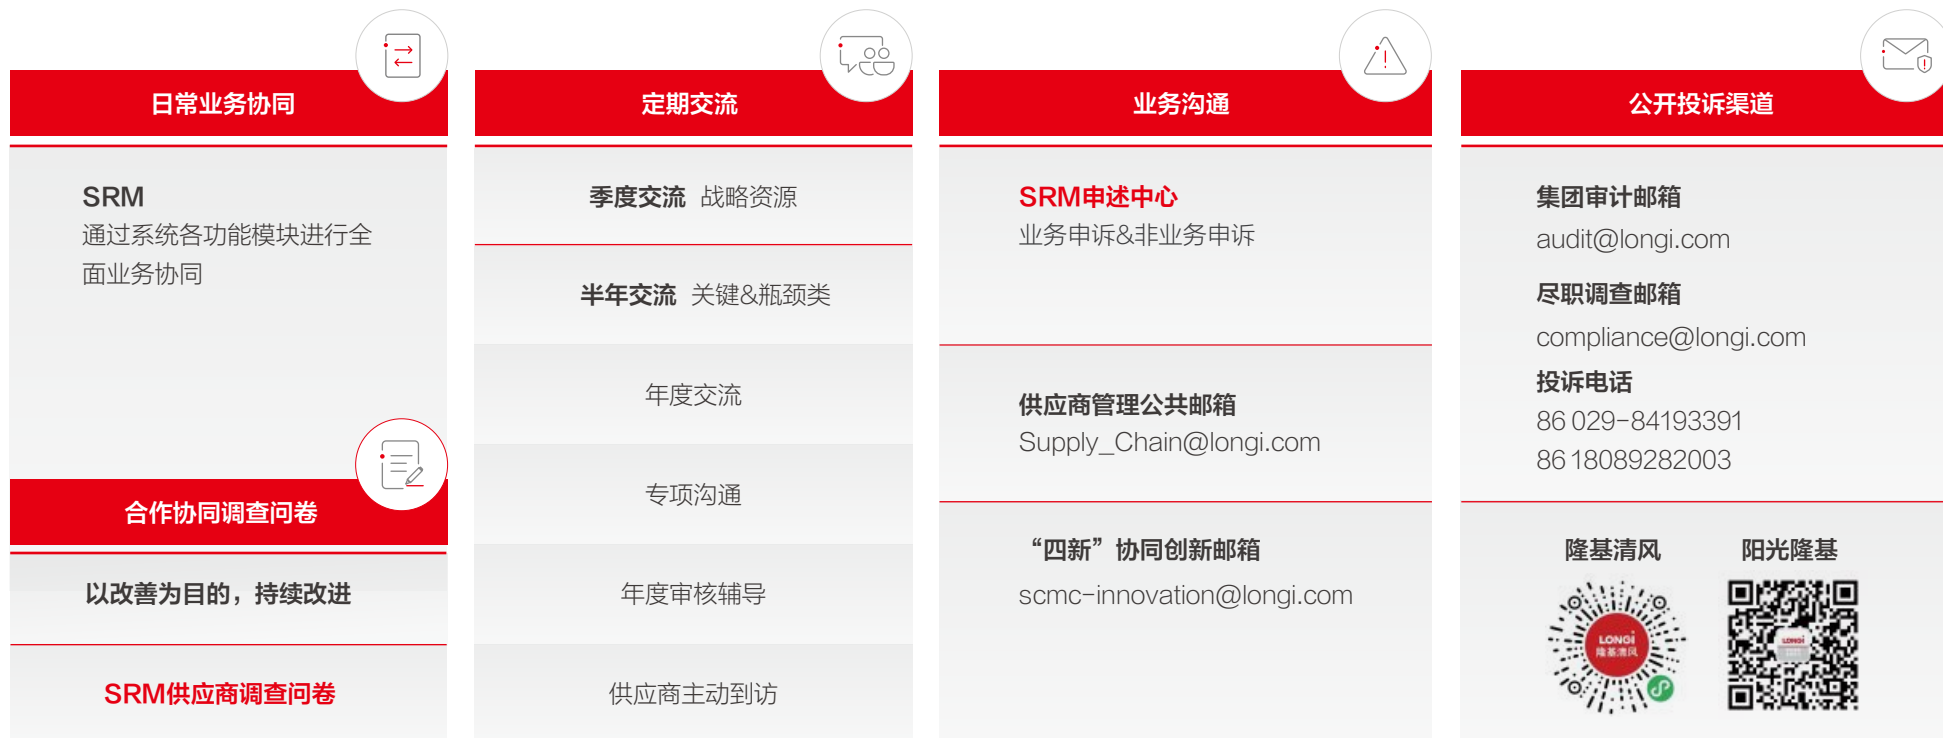 日常业务协同
SRM
通过系统各功能模块进行全
面业务协同
合作协同调查问卷
以改善为目的，持续改进
SRM供应商调查问卷
定期交流
季度交流 战略资源
半年交流 关键&瓶颈类
年度交流
专项沟通
年度审核辅导
供应商主动到访
业务沟通
SRM申述中心
业务申诉&非业务申诉
供应商管理公共邮箱
Supply_Chain@longi.com
“四新”协同创新邮箱
scmc-innovation@longi.com
公开投诉渠道
集团审计邮箱
audit@longi.com
尽职调查邮箱
compliance@longi.com
投诉电话
86 029-84193391
86 18089282003
隆基清风 阳光隆基
LONGi
隆基清风
LONGi